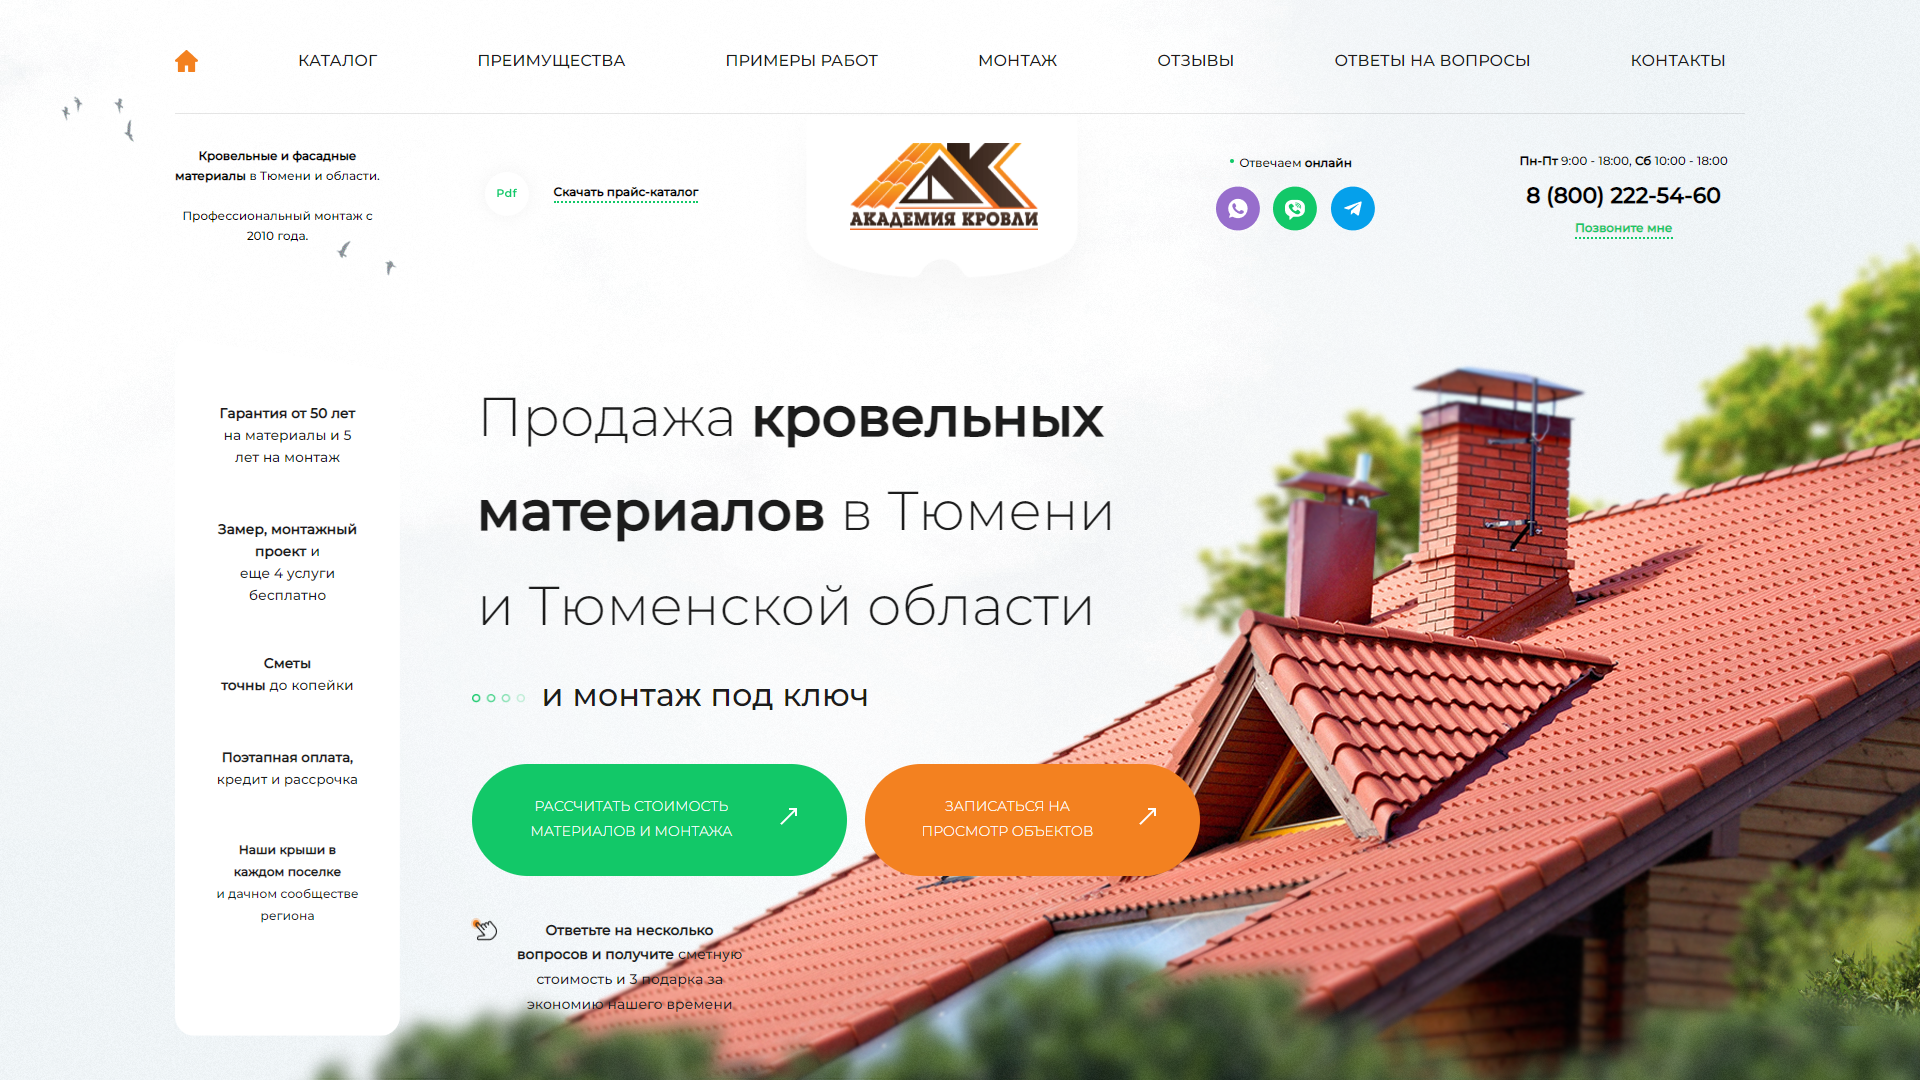 КАТАЛОГ
ПРЕИМУЩЕСТВА
ПРИМЕРЫ РАБОТ
МОНТАЖ
ОТЗЫВЫ
ОТВЕТЫ НА ВОПРОСЫ
КОНТАКТЫ
Кровельные и фасадные
материалы в Тюмени и области.
Профессиональный монтаж с
2010 года.
Pdf
Скачать прайс-каталог
АК
АКАДЕМИЯ КРОВЛИ
Отвечаем онлайн
Пн-Пт 9:00 - 18:00, Сб 10:00 - 18:00
8 (800) 222-54-60
Позвоните мне
Гарантия от 50 лет
на материалы и 5
лет на монтаж
Замер, монтажный
проект и
еще 4 услуги
бесплатно
Сметы
точны до копейки
Поэтапная оплата,
кредит и рассрочка
Наши крыши в
каждом поселке
и дачном сообществе
региона
Продажа кровельных
материалов в Тюмени
и Тюменской области
и монтаж под ключ
РАССЧИТАТЬ СТОИМОСТЬ
МАТЕРИАЛОВ И МОНТАЖА
ЗАПИСАТЬСЯ НА
ПРОСМОТР ОБЪЕКТОВ
Ответьте на несколько
вопросов и получите сметную
стоимость и 3 подарка за
экономию нашего времени